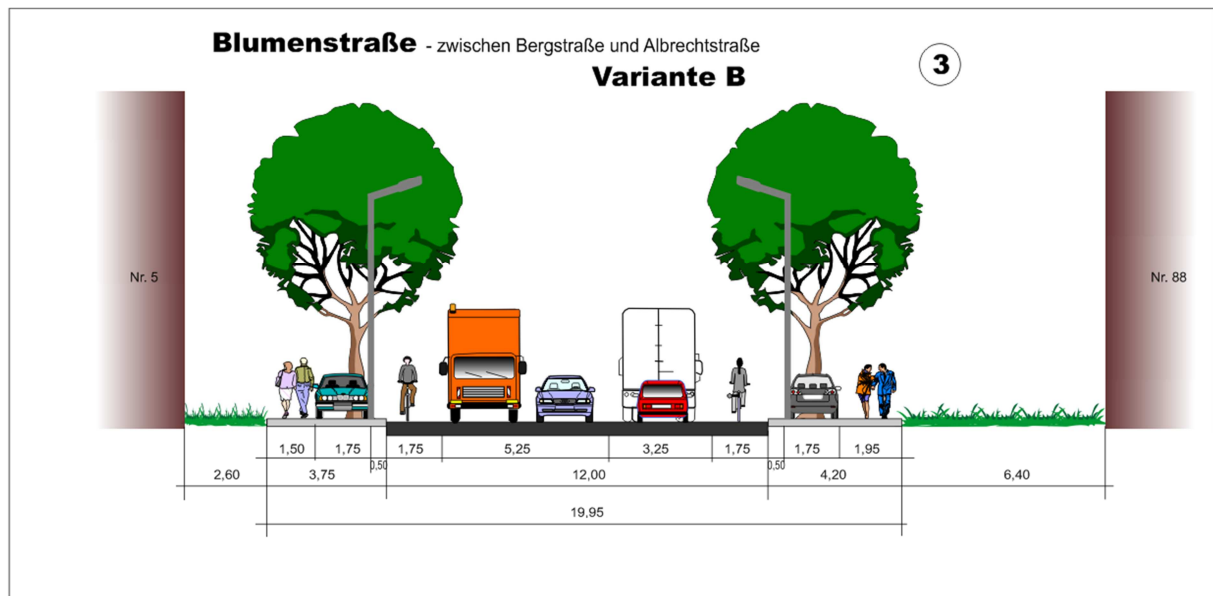 Blumenstraße - zwischen Bergstraße und Albrechtstraße
Variante B
3
Nr. 5
Nr. 88
1,50 1,75 0,50 1,75 5,25 3,25 1,75 0,50 1,75 1,95
2,60 3,75 12,00 4,20 6,40
19,95